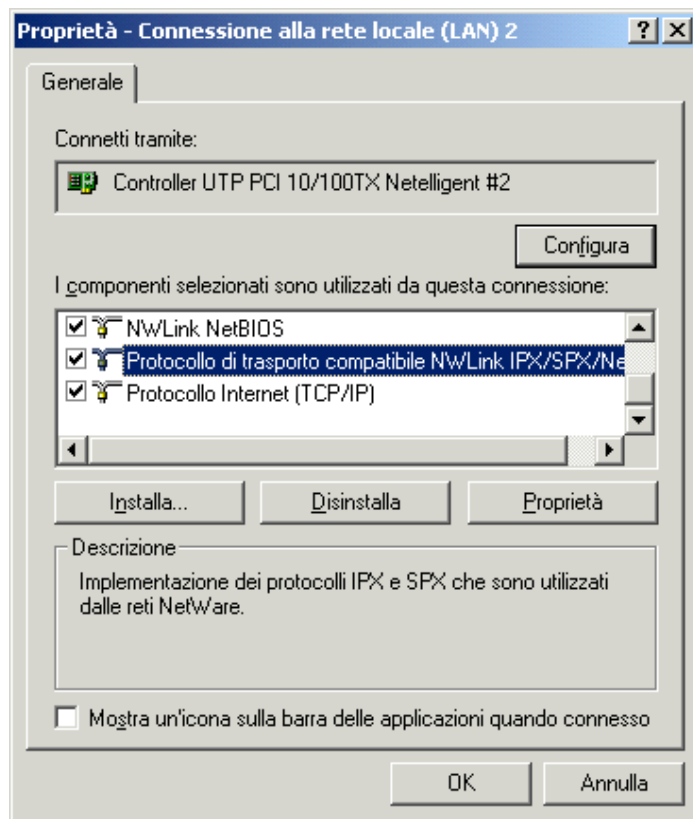 Proprietà - Connessione alla rete locale (LAN) 2
Generale
Connetti tramite:
Controller UTP PCI 10/100TX Netelligent #2
Configura
I componenti selezionati sono utilizzati da questa connessione:
NWLink NetBIOS
Protocollo di trasporto compatibile NWLink IPX/SPX/Ne
Protocollo Internet (TCP/IP)
Installa... Disinstalla Proprietà
Descrizione
Implementazione dei protocolli IPX e SPX che sono utilizzati
dalle reti NetWare.
Mostra un'icona sulla barra delle applicazioni quando connesso
OK Annulla